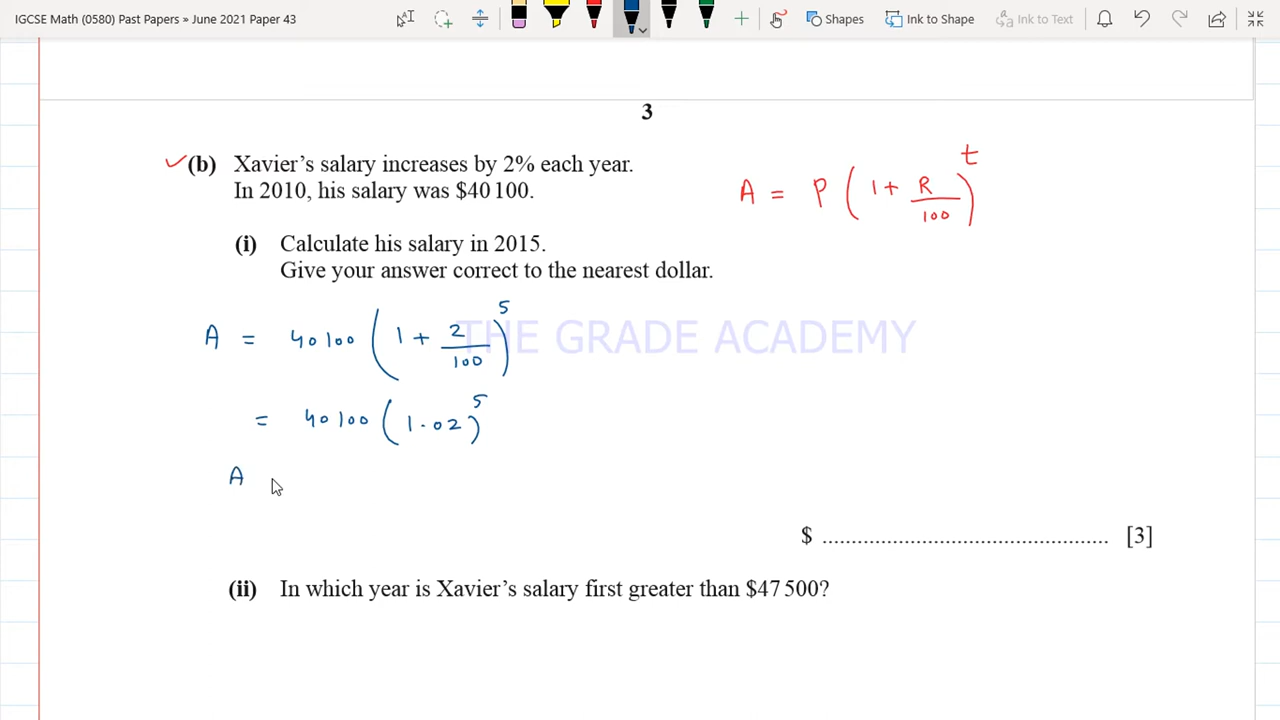 IGCSE Math (0580) Past Papers » June 2021 Paper 43
Shapes
Ink to Shape
Ink to Text
3
(b) Xavier's salary increases by 2% each year.
In 2010, his salary was $40 100.
A = P ( 1 + R/100 )^t
(i) Calculate his salary in 2015.
Give your answer correct to the nearest dollar.
A = 40100 ( 1 + 2/100 )^5
THE GRADE ACADEMY
= 40100 ( 1.02 )^5
A
$ ................................................. [3]
(ii) In which year is Xavier's salary first greater than $47 500?